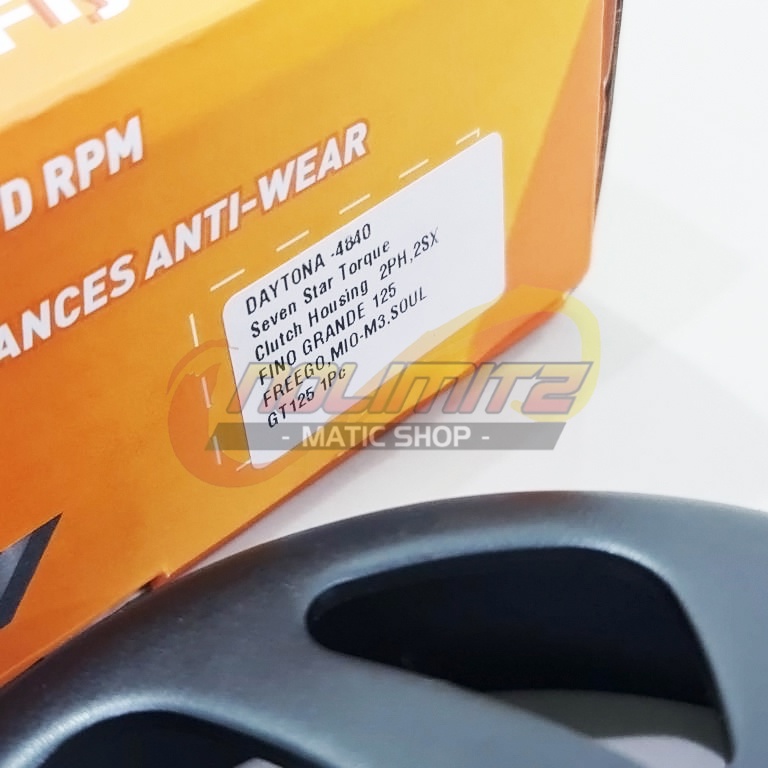 D RPM
ANCES ANTI-WEAR
DAYTONA -4840
Seven Star Torque
Clutch Housing 2PH,2SX
FINO GRANDE 125
FREEGO,MIO-M3.SOUL
GT125 1Pc
NOLIMITZ
- MATIC SHOP -